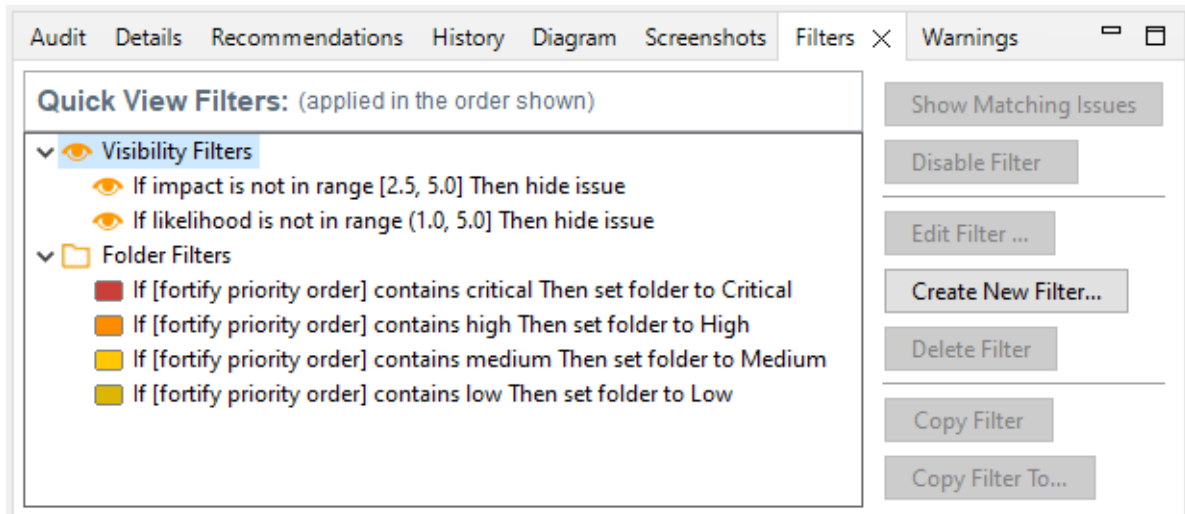 Audit Details Recommendations History Diagram Screenshots Filters Warnings
Quick View Filters: (applied in the order shown)
Visibility Filters
If impact is not in range [2.5, 5.0] Then hide issue
If likelihood is not in range (1.0, 5.0] Then hide issue
Folder Filters
If [fortify priority order] contains critical Then set folder to Critical
If [fortify priority order] contains high Then set folder to High
If [fortify priority order] contains medium Then set folder to Medium
If [fortify priority order] contains low Then set folder to Low
Show Matching Issues
Disable Filter
Edit Filter ...
Create New Filter...
Delete Filter
Copy Filter
Copy Filter To...